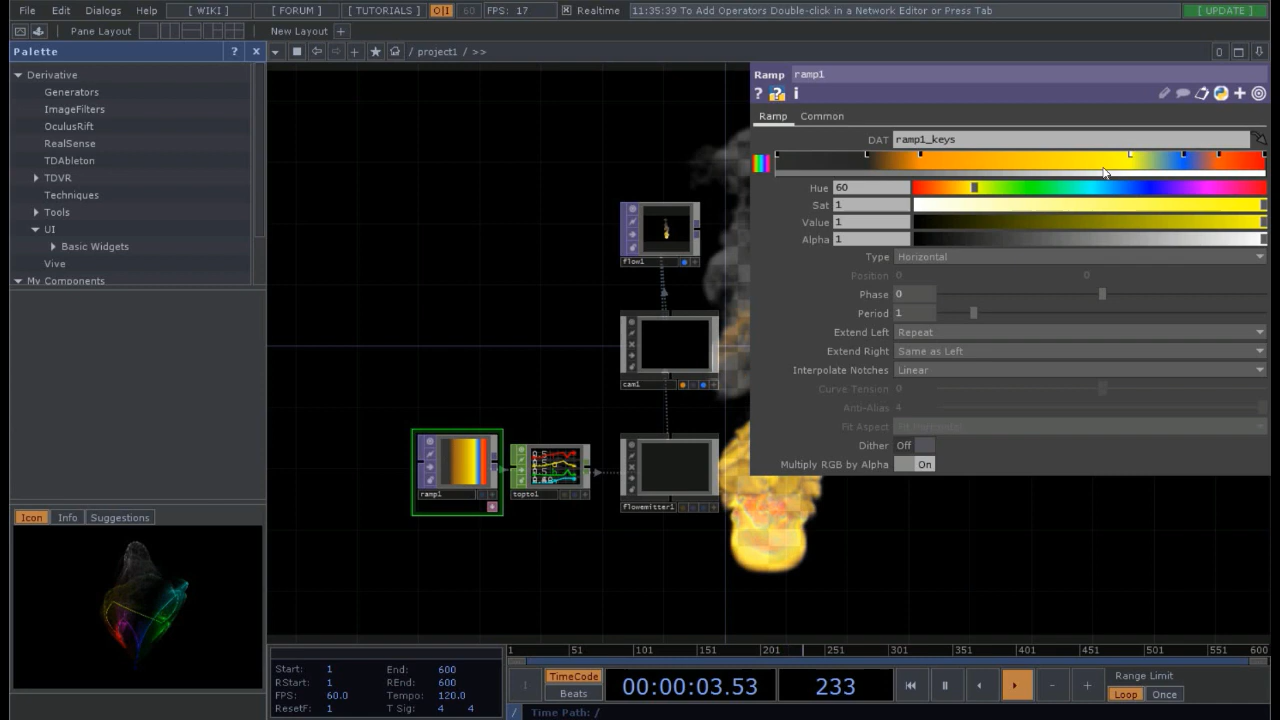 File Edit Dialogs Help [ WIKI ] [ FORUM ] [ TUTORIALS ] O|I 60 FPS: 17 Realtime 11:35:39 To Add Operators Double-click in a Network Editor or Press Tab [ UPDATE ]
Pane Layout New Layout +
Palette ? x / project1 / >> 0
Derivative
Generators
ImageFilters
OculusRift
RealSense
TDAbleton
TDVR
Techniques
Tools
UI
Basic Widgets
Vive
My Components
Ramp ramp1
? ? i
Ramp Common
DAT ramp1_keys
Hue 60
Sat 1
Value 1
Alpha 1
Type Horizontal
Position 0 0
Phase 0
Period 1
Extend Left Repeat
Extend Right Same as Left
Interpolate Notches Linear
Curve Tension 0
Anti-Alias 4
Fit Aspect Fit Horizontal
Dither Off
Multiply RGB by Alpha On
flow1
cam1
ramp1
topto1
flowemitter1
Icon Info Suggestions
1 51 101 151 201 251 301 351 401 451 501 551 600
Start: 1 End: 600
RStart: 1 REnd: 600
FPS: 60.0 Tempo: 120.0
ResetF: 1 T Sig: 4 4
TimeCode
Beats
00:00:03.53
233
Range Limit
Loop Once
/ Time Path: /